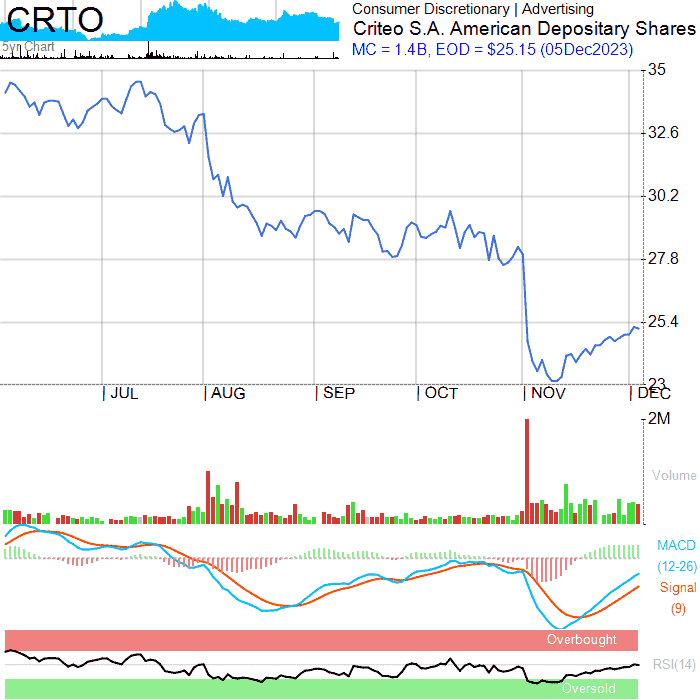 CRTO
5yr Chart
Consumer Discretionary | Advertising
Criteo S.A. American Depositary Shares
MC = 1.4B, EOD = $25.15 (05Dec2023)
35
32.6
30.2
27.8
25.4
23
| JUL | AUG | SEP | OCT | NOV | DEC
2M
Volume
MACD
(12-26)
Signal
(9)
Overbought
RSI(14)
Oversold